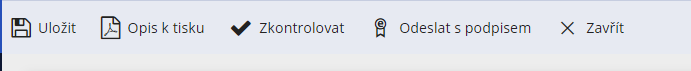 Uložit Opis k tisku Zkontrolovat Odeslat s podpisem Zavřít